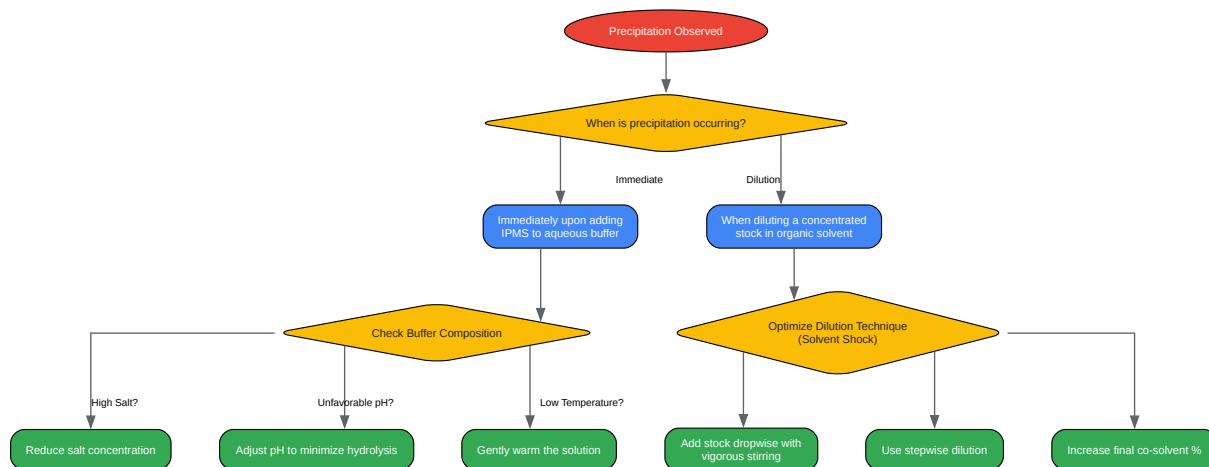 Precipitation Observed
When is precipitation occurring?
Immediate
Dilution
Immediately upon adding
IPMS to aqueous buffer
When diluting a concentrated
stock in organic solvent
Check Buffer Composition
Optimize Dilution Technique
(Solvent Shock)
High Salt?
Unfavorable pH?
Low Temperature?
Reduce salt concentration
Adjust pH to minimize hydrolysis
Gently warm the solution
Add stock dropwise with
vigorous stirring
Use stepwise dilution
Increase final co-solvent %